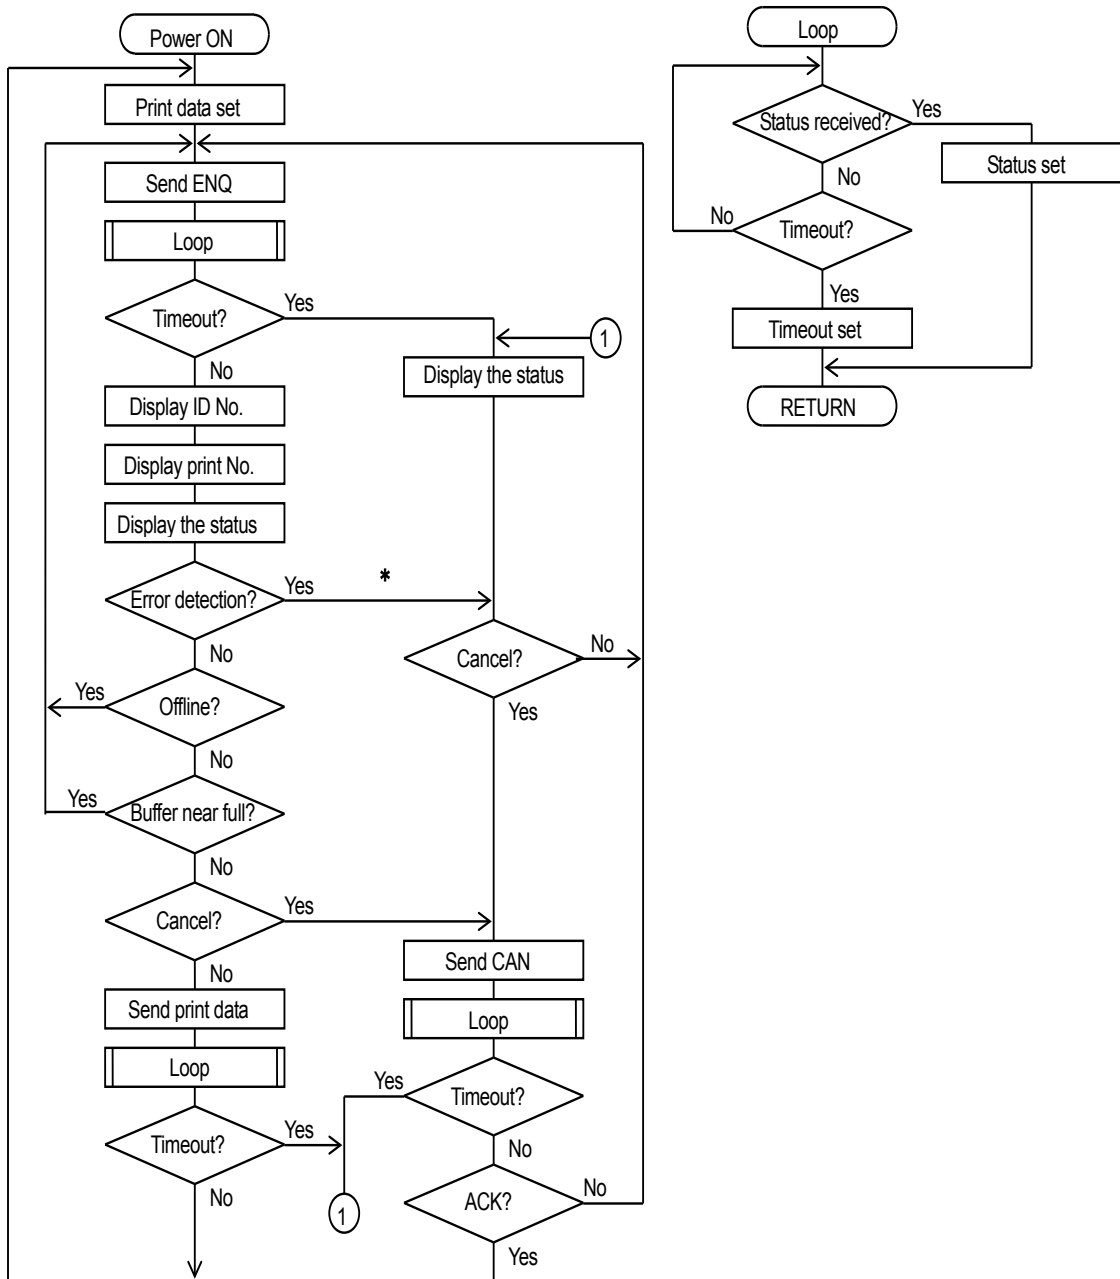 Power ON
Print data set
Send ENQ
Loop
Timeout?
Yes
No
1
Display the status
Display ID No.
Display print No.
Display the status
Error detection?
Yes
*
No
Cancel?
No
Yes
Offline?
Yes
No
Buffer near full?
Yes
No
Cancel?
Yes
No
Send CAN
Send print data
Loop
Loop
Timeout?
Yes
No
Timeout?
Yes
No
1
ACK?
No
Yes
Loop
Status received?
Yes
Status set
No
Timeout?
No
Yes
Timeout set
RETURN